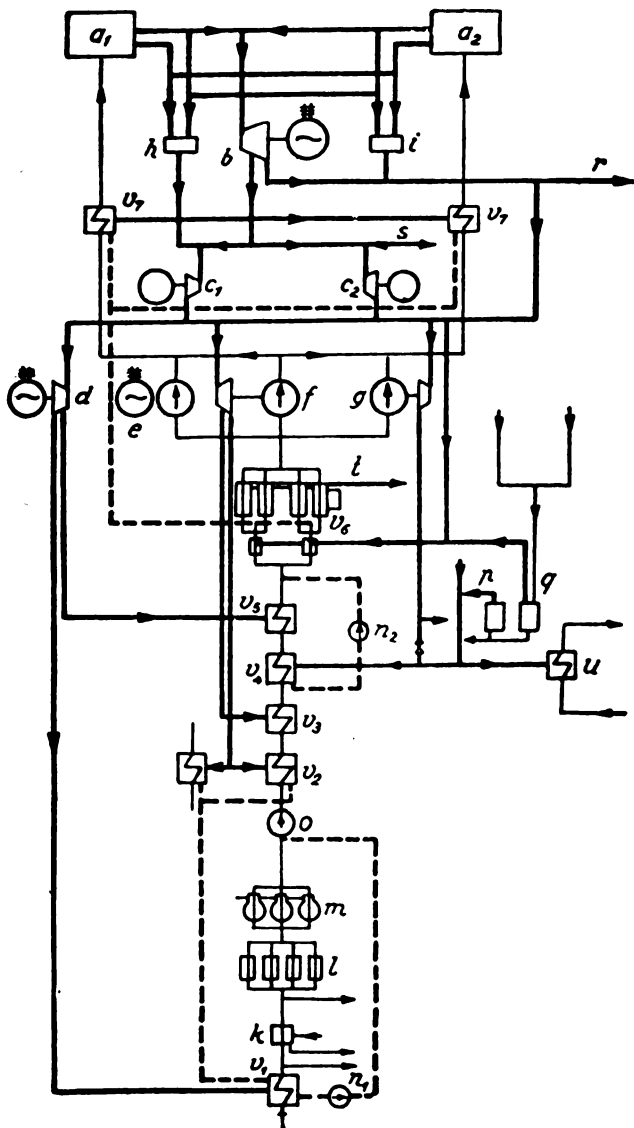 a₁ a₂
h b i
r
v₇ v₇
s
c₁ c₂
d e f g
t
v₆
p q
v₅ n₂
v₄ u
v₃
v₂
o
m
l
k
v₁ n₁